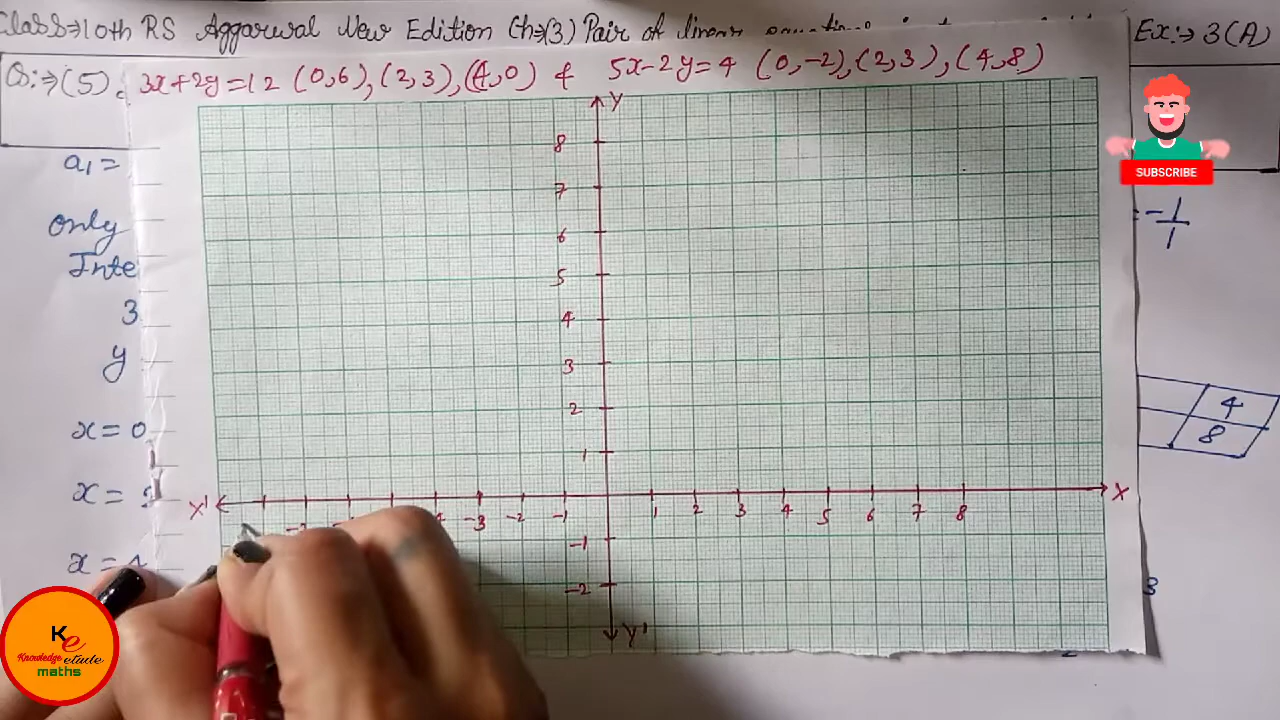 Class⇒10th RS Aggarwal New Edition Ch⇒(3) Pair of linear Ex:⇒ 3(A)
Q:⇒(5). 3x+2y=12 (0,6),(2,3),(4,0) & 5x-2y=4 (0,-2),(2,3),(4,8)
Y
8
7
6
5
4
3
2
1
X' -3 -2 -1 1 2 3 4 5 6 7 8 X
-1
-2
Y'
a₁=
only
Inte
3
y
x=0
x=
x=
=-1/1
4
8
3
SUBSCRIBE
Ke
Knowledge etade
maths